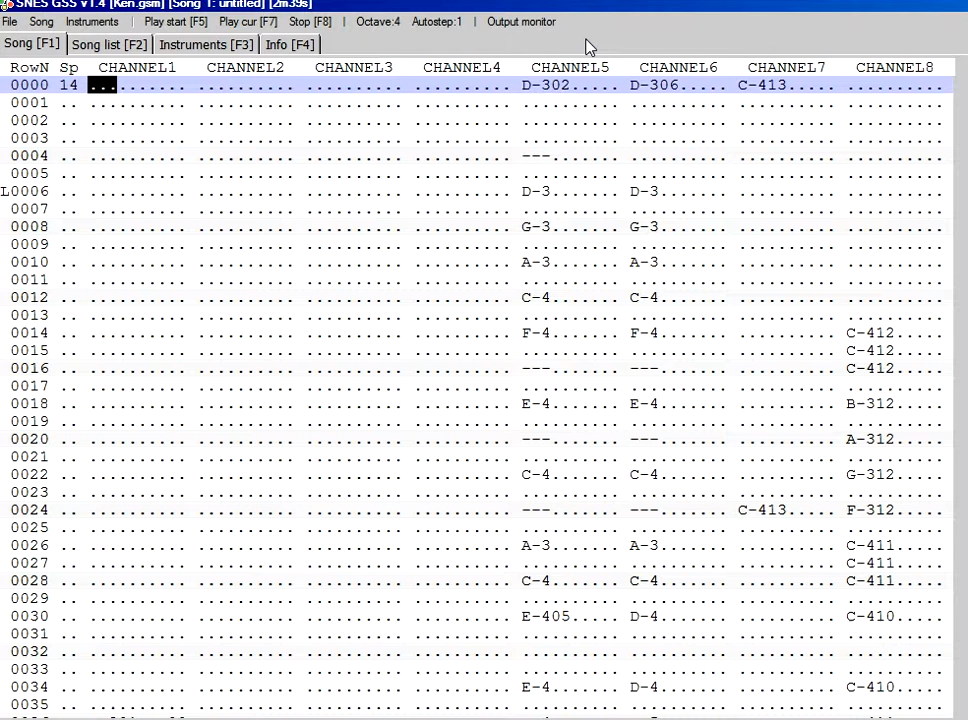 SNES GSS v1.4 [Ken.gsm] [Song 1: untitled] [2m39s]
File Song Instruments | Play start [F5] Play cur [F7] Stop [F8] | Octave:4 Autostep:1 | Output monitor
Song [F1] Song list [F2] Instruments [F3] Info [F4]
RowN Sp CHANNEL1 CHANNEL2 CHANNEL3 CHANNEL4 CHANNEL5 CHANNEL6 CHANNEL7 CHANNEL8
0000 14 .......... .......... .......... .......... D-302..... D-306..... C-413..... ..........
0001 .. .......... .......... .......... .......... .......... .......... .......... ..........
0002 .. .......... .......... .......... .......... .......... .......... .......... ..........
0003 .. .......... .......... .......... .......... .......... .......... .......... ..........
0004 .. .......... .......... .......... .......... ---....... .......... .......... ..........
0005 .. .......... .......... .......... .......... .......... .......... .......... ..........
L0006 .. .......... .......... .......... .......... D-3....... D-3....... .......... ..........
0007 .. .......... .......... .......... .......... .......... .......... .......... ..........
0008 .. .......... .......... .......... .......... G-3....... G-3....... .......... ..........
0009 .. .......... .......... .......... .......... .......... .......... .......... ..........
0010 .. .......... .......... .......... .......... A-3....... A-3....... .......... ..........
0011 .. .......... .......... .......... .......... .......... .......... .......... ..........
0012 .. .......... .......... .......... .......... C-4....... C-4....... .......... ..........
0013 .. .......... .......... .......... .......... .......... .......... .......... ..........
0014 .. .......... .......... .......... .......... F-4....... F-4....... .......... C-412.....
0015 .. .......... .......... .......... .......... .......... .......... .......... C-412.....
0016 .. .......... .......... .......... .......... ---....... ---....... .......... C-412.....
0017 .. .......... .......... .......... .......... .......... .......... .......... ..........
0018 .. .......... .......... .......... .......... E-4....... E-4....... .......... B-312.....
0019 .. .......... .......... .......... .......... .......... .......... .......... ..........
0020 .. .......... .......... .......... .......... ---....... ---....... .......... A-312.....
0021 .. .......... .......... .......... .......... .......... .......... .......... ..........
0022 .. .......... .......... .......... .......... C-4....... C-4....... .......... G-312.....
0023 .. .......... .......... .......... .......... .......... .......... .......... ..........
0024 .. .......... .......... .......... .......... ---....... ---....... C-413..... F-312.....
0025 .. .......... .......... .......... .......... .......... .......... .......... ..........
0026 .. .......... .......... .......... .......... A-3....... A-3....... .......... C-411.....
0027 .. .......... .......... .......... .......... .......... .......... .......... C-411.....
0028 .. .......... .......... .......... .......... C-4....... C-4....... .......... C-411.....
0029 .. .......... .......... .......... .......... .......... .......... .......... ..........
0030 .. .......... .......... .......... .......... E-405..... D-4....... .......... C-410.....
0031 .. .......... .......... .......... .......... .......... .......... .......... ..........
0032 .. .......... .......... .......... .......... .......... .......... .......... ..........
0033 .. .......... .......... .......... .......... .......... .......... .......... ..........
0034 .. .......... .......... .......... .......... E-4....... D-4....... .......... C-410.....
0035 .. .......... .......... .......... .......... .......... .......... .......... ..........